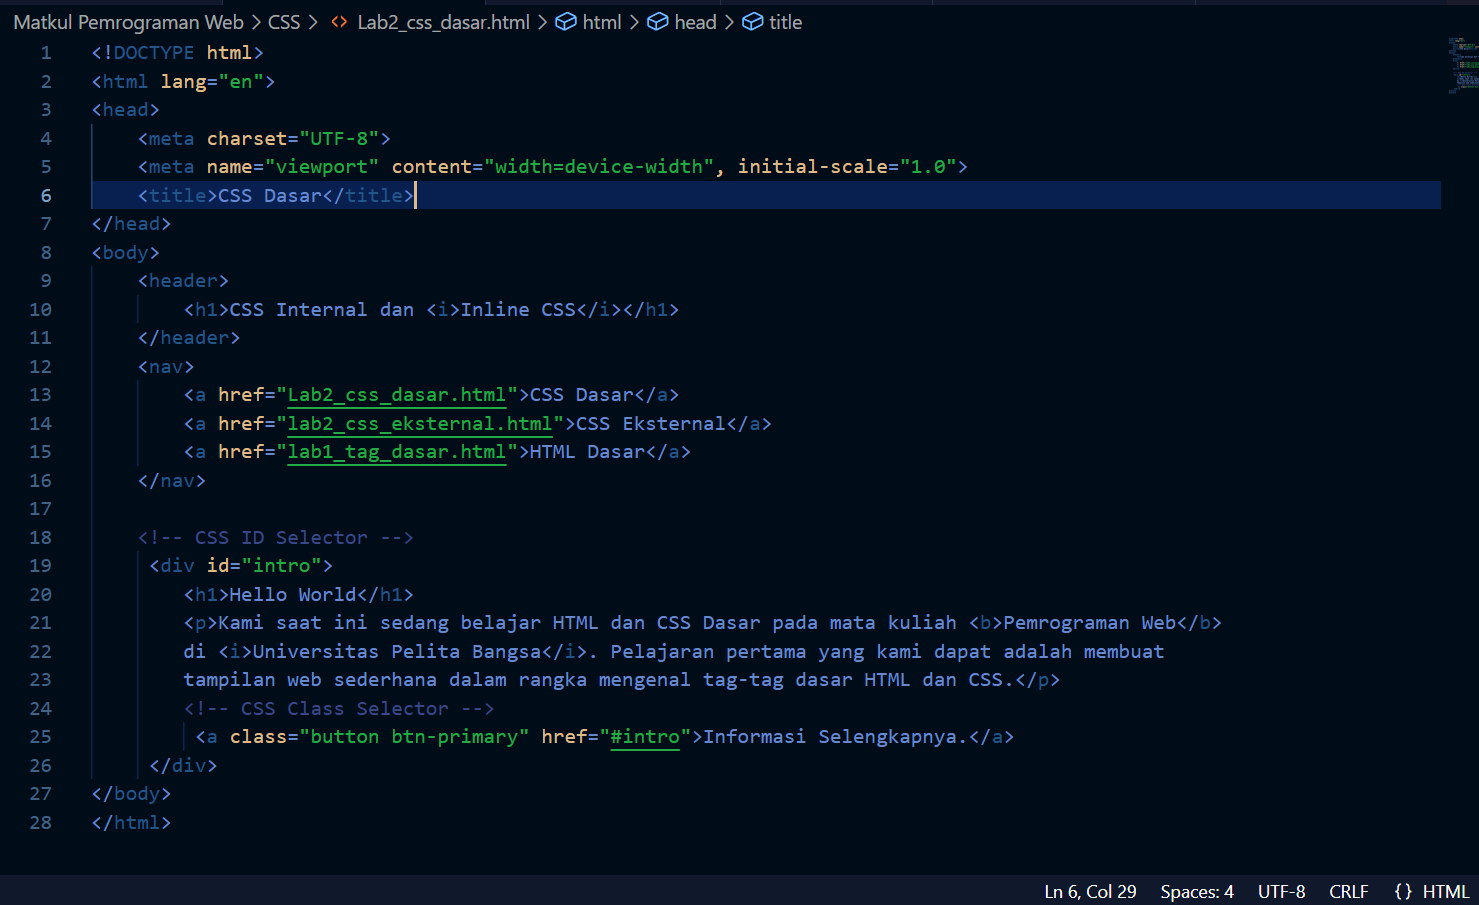 Matkul Pemrograman Web > CSS > <> Lab2_css_dasar.html > html > head > title
1 <!DOCTYPE html>
2 <html lang="en">
3 <head>
4     <meta charset="UTF-8">
5     <meta name="viewport" content="width=device-width", initial-scale="1.0">
6     <title>CSS Dasar</title>
7 </head>
8 <body>
9     <header>
10         <h1>CSS Internal dan <i>Inline CSS</i></h1>
11     </header>
12     <nav>
13         <a href="Lab2_css_dasar.html">CSS Dasar</a>
14         <a href="lab2_css_eksternal.html">CSS Eksternal</a>
15         <a href="lab1_tag_dasar.html">HTML Dasar</a>
16     </nav>
17
18     <!-- CSS ID Selector -->
19      <div id="intro">
20         <h1>Hello World</h1>
21         <p>Kami saat ini sedang belajar HTML dan CSS Dasar pada mata kuliah <b>Pemrograman Web</b>
22         di <i>Universitas Pelita Bangsa</i>. Pelajaran pertama yang kami dapat adalah membuat
23         tampilan web sederhana dalam rangka mengenal tag-tag dasar HTML dan CSS.</p>
24         <!-- CSS Class Selector -->
25          <a class="button btn-primary" href="#intro">Informasi Selengkapnya.</a>
26      </div>
27 </body>
28 </html>
Ln 6, Col 29 Spaces: 4 UTF-8 CRLF {} HTML